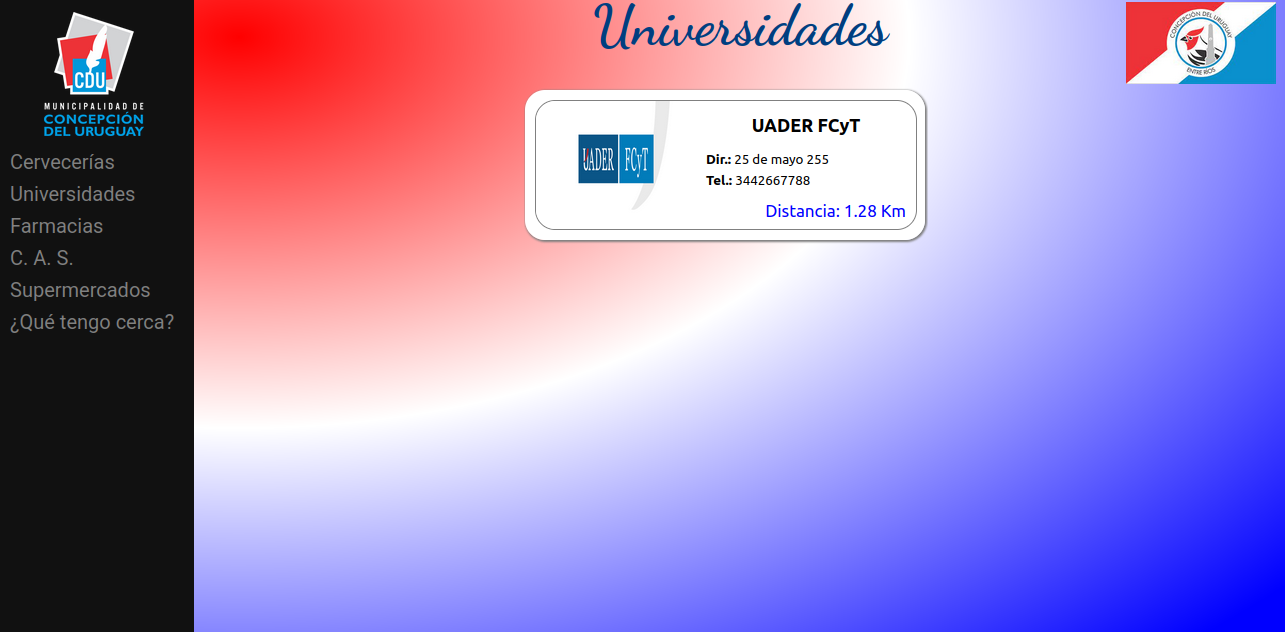 CDU
MUNICIPALIDAD DE
CONCEPCIÓN
DEL URUGUAY
Cervecerías
Universidades
Farmacias
C. A. S.
Supermercados
¿Qué tengo cerca?
Universidades
CONCEPCIÓN DEL URUGUAY
ENTRE RÍOS
UADER FCyT
UADER FCyT
Dir.: 25 de mayo 255
Tel.: 3442667788
Distancia: 1.28 Km